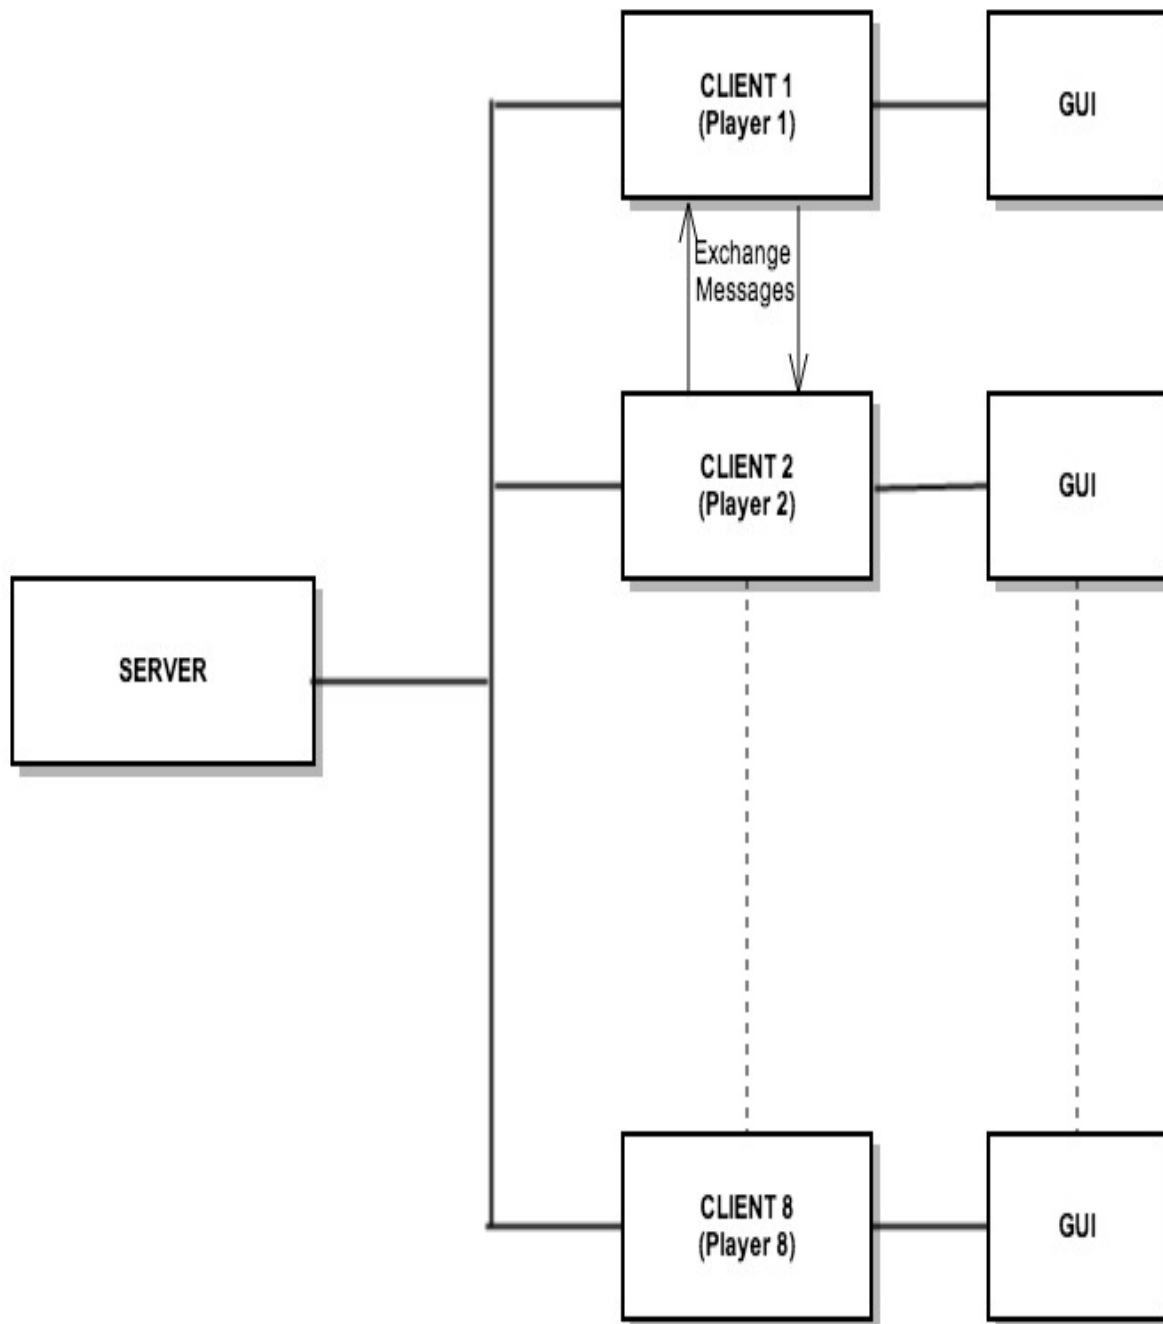 CLIENT 1
(Player 1)
GUI
Exchange
Messages
CLIENT 2
(Player 2)
GUI
SERVER
CLIENT 8
(Player 8)
GUI